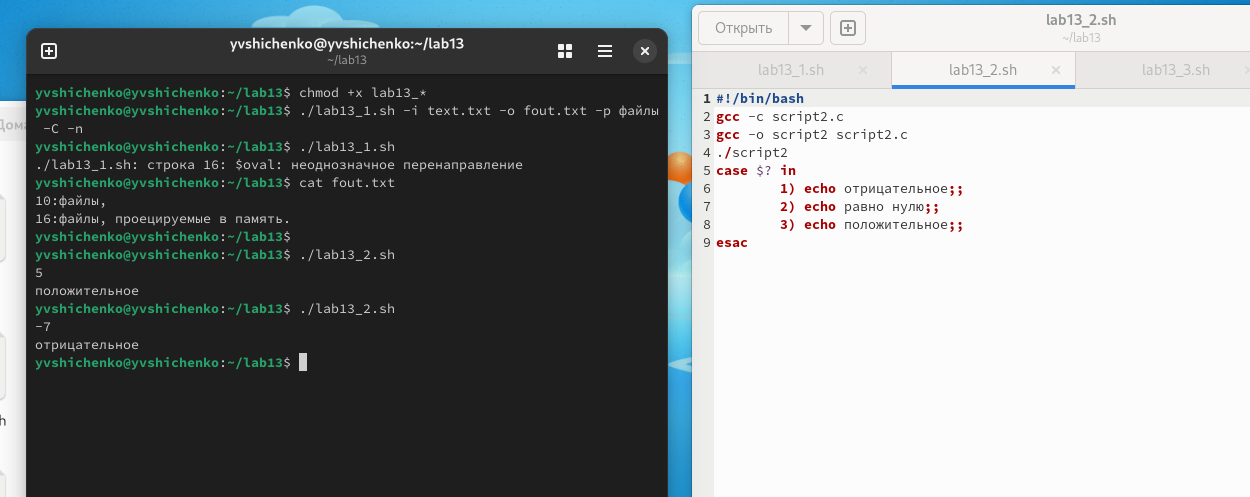 yvshichenko@yvshichenko:~/lab13
~/lab13
yvshichenko@yvshichenko:~/lab13$ chmod +x lab13_*
yvshichenko@yvshichenko:~/lab13$ ./lab13_1.sh -i text.txt -o fout.txt -p файлы
-C -n
yvshichenko@yvshichenko:~/lab13$ ./lab13_1.sh
./lab13_1.sh: строка 16: $oval: неоднозначное перенаправление
yvshichenko@yvshichenko:~/lab13$ cat fout.txt
10:файлы,
16:файлы, проецируемые в память.
yvshichenko@yvshichenko:~/lab13$
yvshichenko@yvshichenko:~/lab13$ ./lab13_2.sh
5
положительное
yvshichenko@yvshichenko:~/lab13$ ./lab13_2.sh
-7
отрицательное
yvshichenko@yvshichenko:~/lab13$
Открыть
lab13_2.sh
~/lab13
lab13_1.sh
lab13_2.sh
lab13_3.sh
1 #!/bin/bash
2 gcc -c script2.c
3 gcc -o script2 script2.c
4 ./script2
5 case $? in
6 1) echo отрицательное;;
7 2) echo равно нулю;;
8 3) echo положительное;;
9 esac